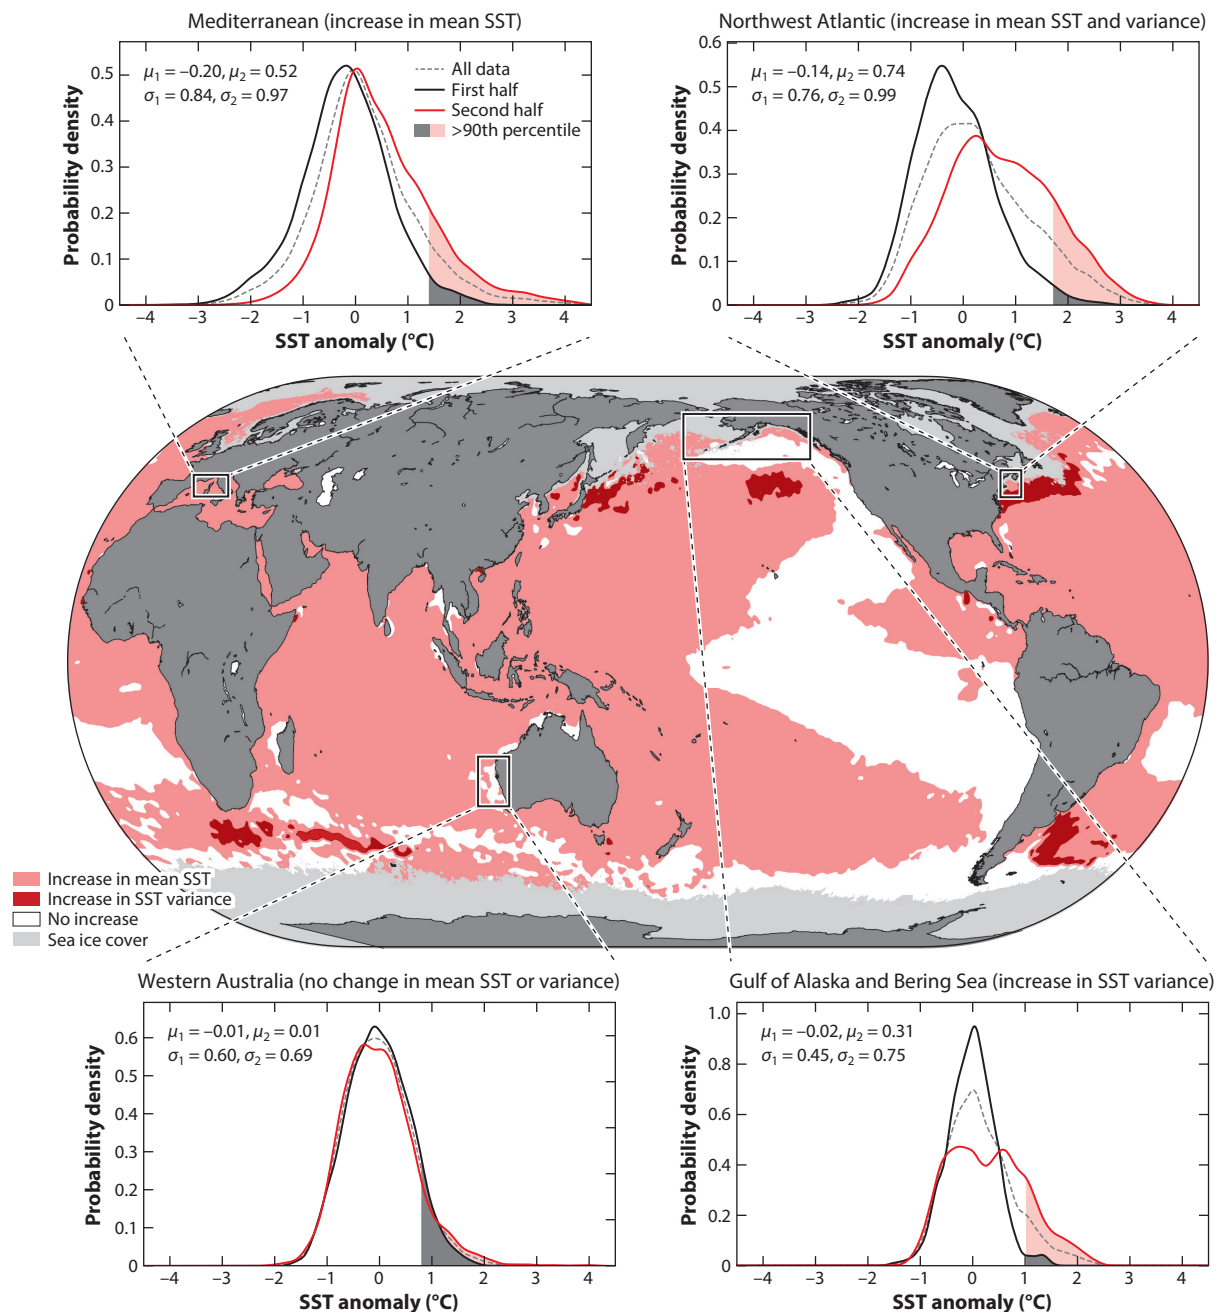 Mediterranean (increase in mean SST)
μ1 = –0.20, μ2 = 0.52
σ1 = 0.84, σ2 = 0.97
All data
First half
Second half
>90th percentile
Probability density
0.5
0.4
0.3
0.2
0.1
0
–4 –3 –2 –1 0 1 2 3 4
SST anomaly (°C)
Northwest Atlantic (increase in mean SST and variance)
μ1 = –0.14, μ2 = 0.74
σ1 = 0.76, σ2 = 0.99
Probability density
0.6
0.5
0.4
0.3
0.2
0.1
0
–4 –3 –2 –1 0 1 2 3 4
SST anomaly (°C)
Increase in mean SST
Increase in SST variance
No increase
Sea ice cover
Western Australia (no change in mean SST or variance)
μ1 = –0.01, μ2 = 0.01
σ1 = 0.60, σ2 = 0.69
Probability density
0.6
0.5
0.4
0.3
0.2
0.1
0
–4 –3 –2 –1 0 1 2 3 4
SST anomaly (°C)
Gulf of Alaska and Bering Sea (increase in SST variance)
μ1 = –0.02, μ2 = 0.31
σ1 = 0.45, σ2 = 0.75
Probability density
1.0
0.8
0.6
0.4
0.2
0
–4 –3 –2 –1 0 1 2 3 4
SST anomaly (°C)